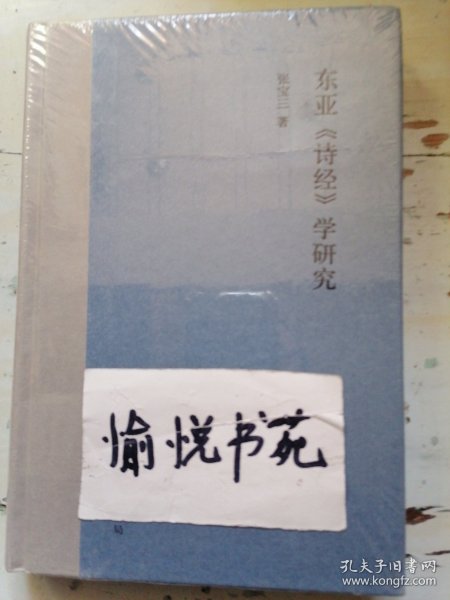 东亚《诗经》学研究
张宝三 著
愉悦书苑
局
孔夫子旧书网
www.kongfz.com